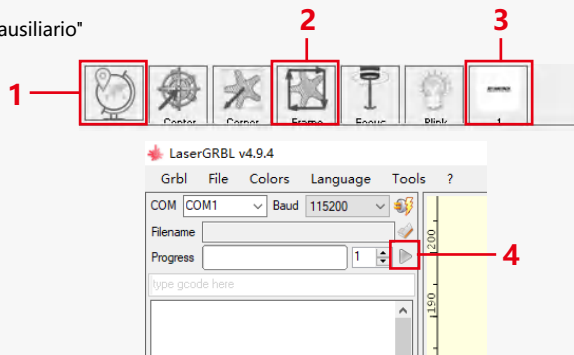 ausiliario"
1
2
3
Center Corner Frame Focus Blink 1
LaserGRBL v4.9.4
Grbl File Colors Language Tools ?
COM COM1 Baud 115200
Filename
Progress 1
4
type gcode here
200
190